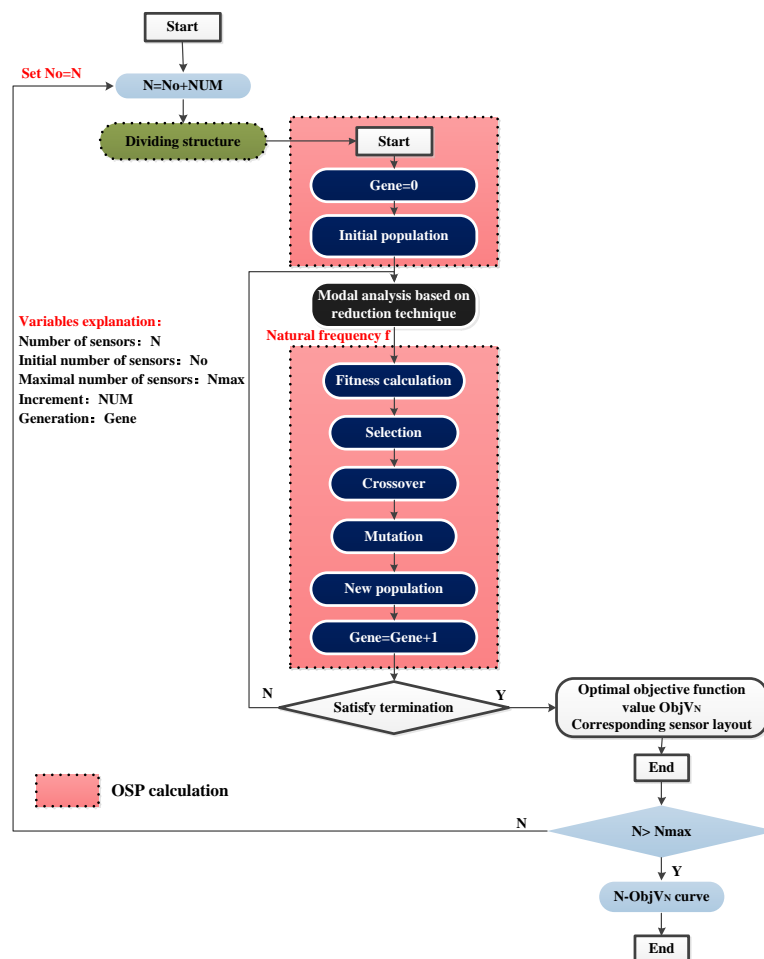 Start
Set No=N
N=No+NUM
Dividing structure
Start
Gene=0
Initial population
Modal analysis based on
reduction technique
Natural frequency f
Variables explanation：
Number of sensors：N
Initial number of sensors：No
Maximal number of sensors：Nmax
Increment：NUM
Generation：Gene
Fitness calculation
Selection
Crossover
Mutation
New population
Gene=Gene+1
N
Satisfy termination
Y
Optimal objective function
value ObjVN
Corresponding sensor layout
End
OSP calculation
N
N> Nmax
Y
N-ObjVN curve
End